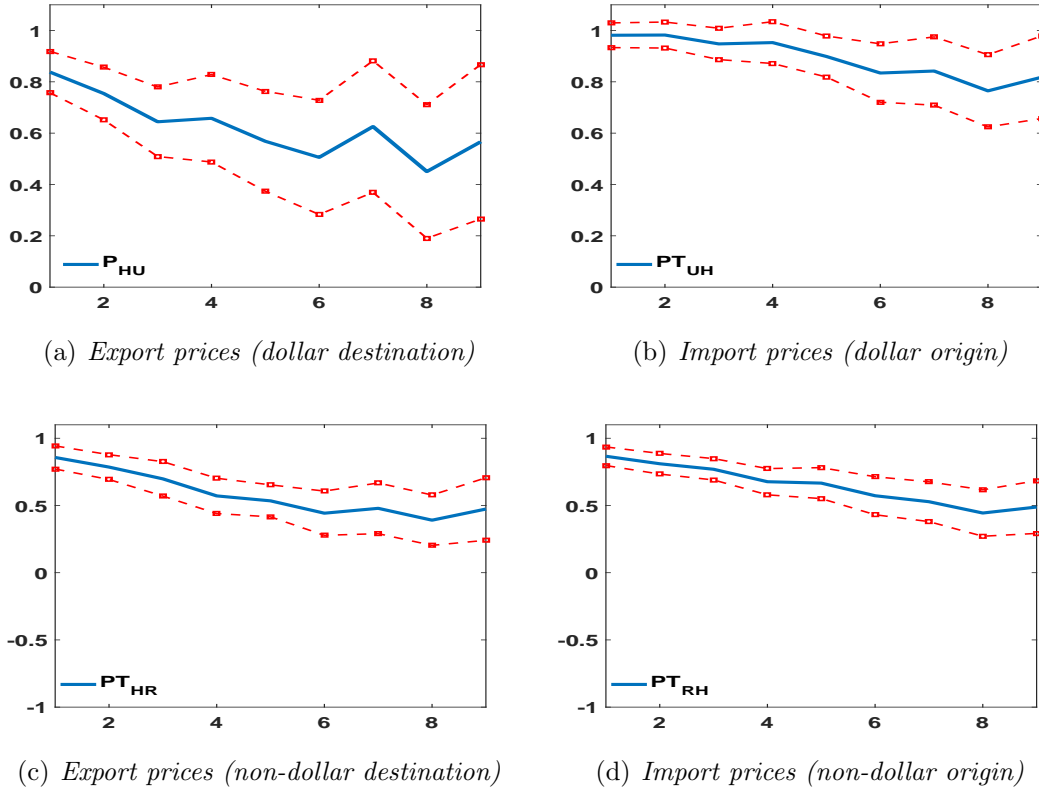 1
0.8
0.6
0.4
0.2
0
2 4 6 8
P_HU
(a) Export prices (dollar destination)
1
0.8
0.6
0.4
0.2
0
2 4 6 8
PT_UH
(b) Import prices (dollar origin)
1
0.5
0
-0.5
-1
2 4 6 8
PT_HR
(c) Export prices (non-dollar destination)
1
0.5
0
-0.5
-1
2 4 6 8
PT_RH
(d) Import prices (non-dollar origin)